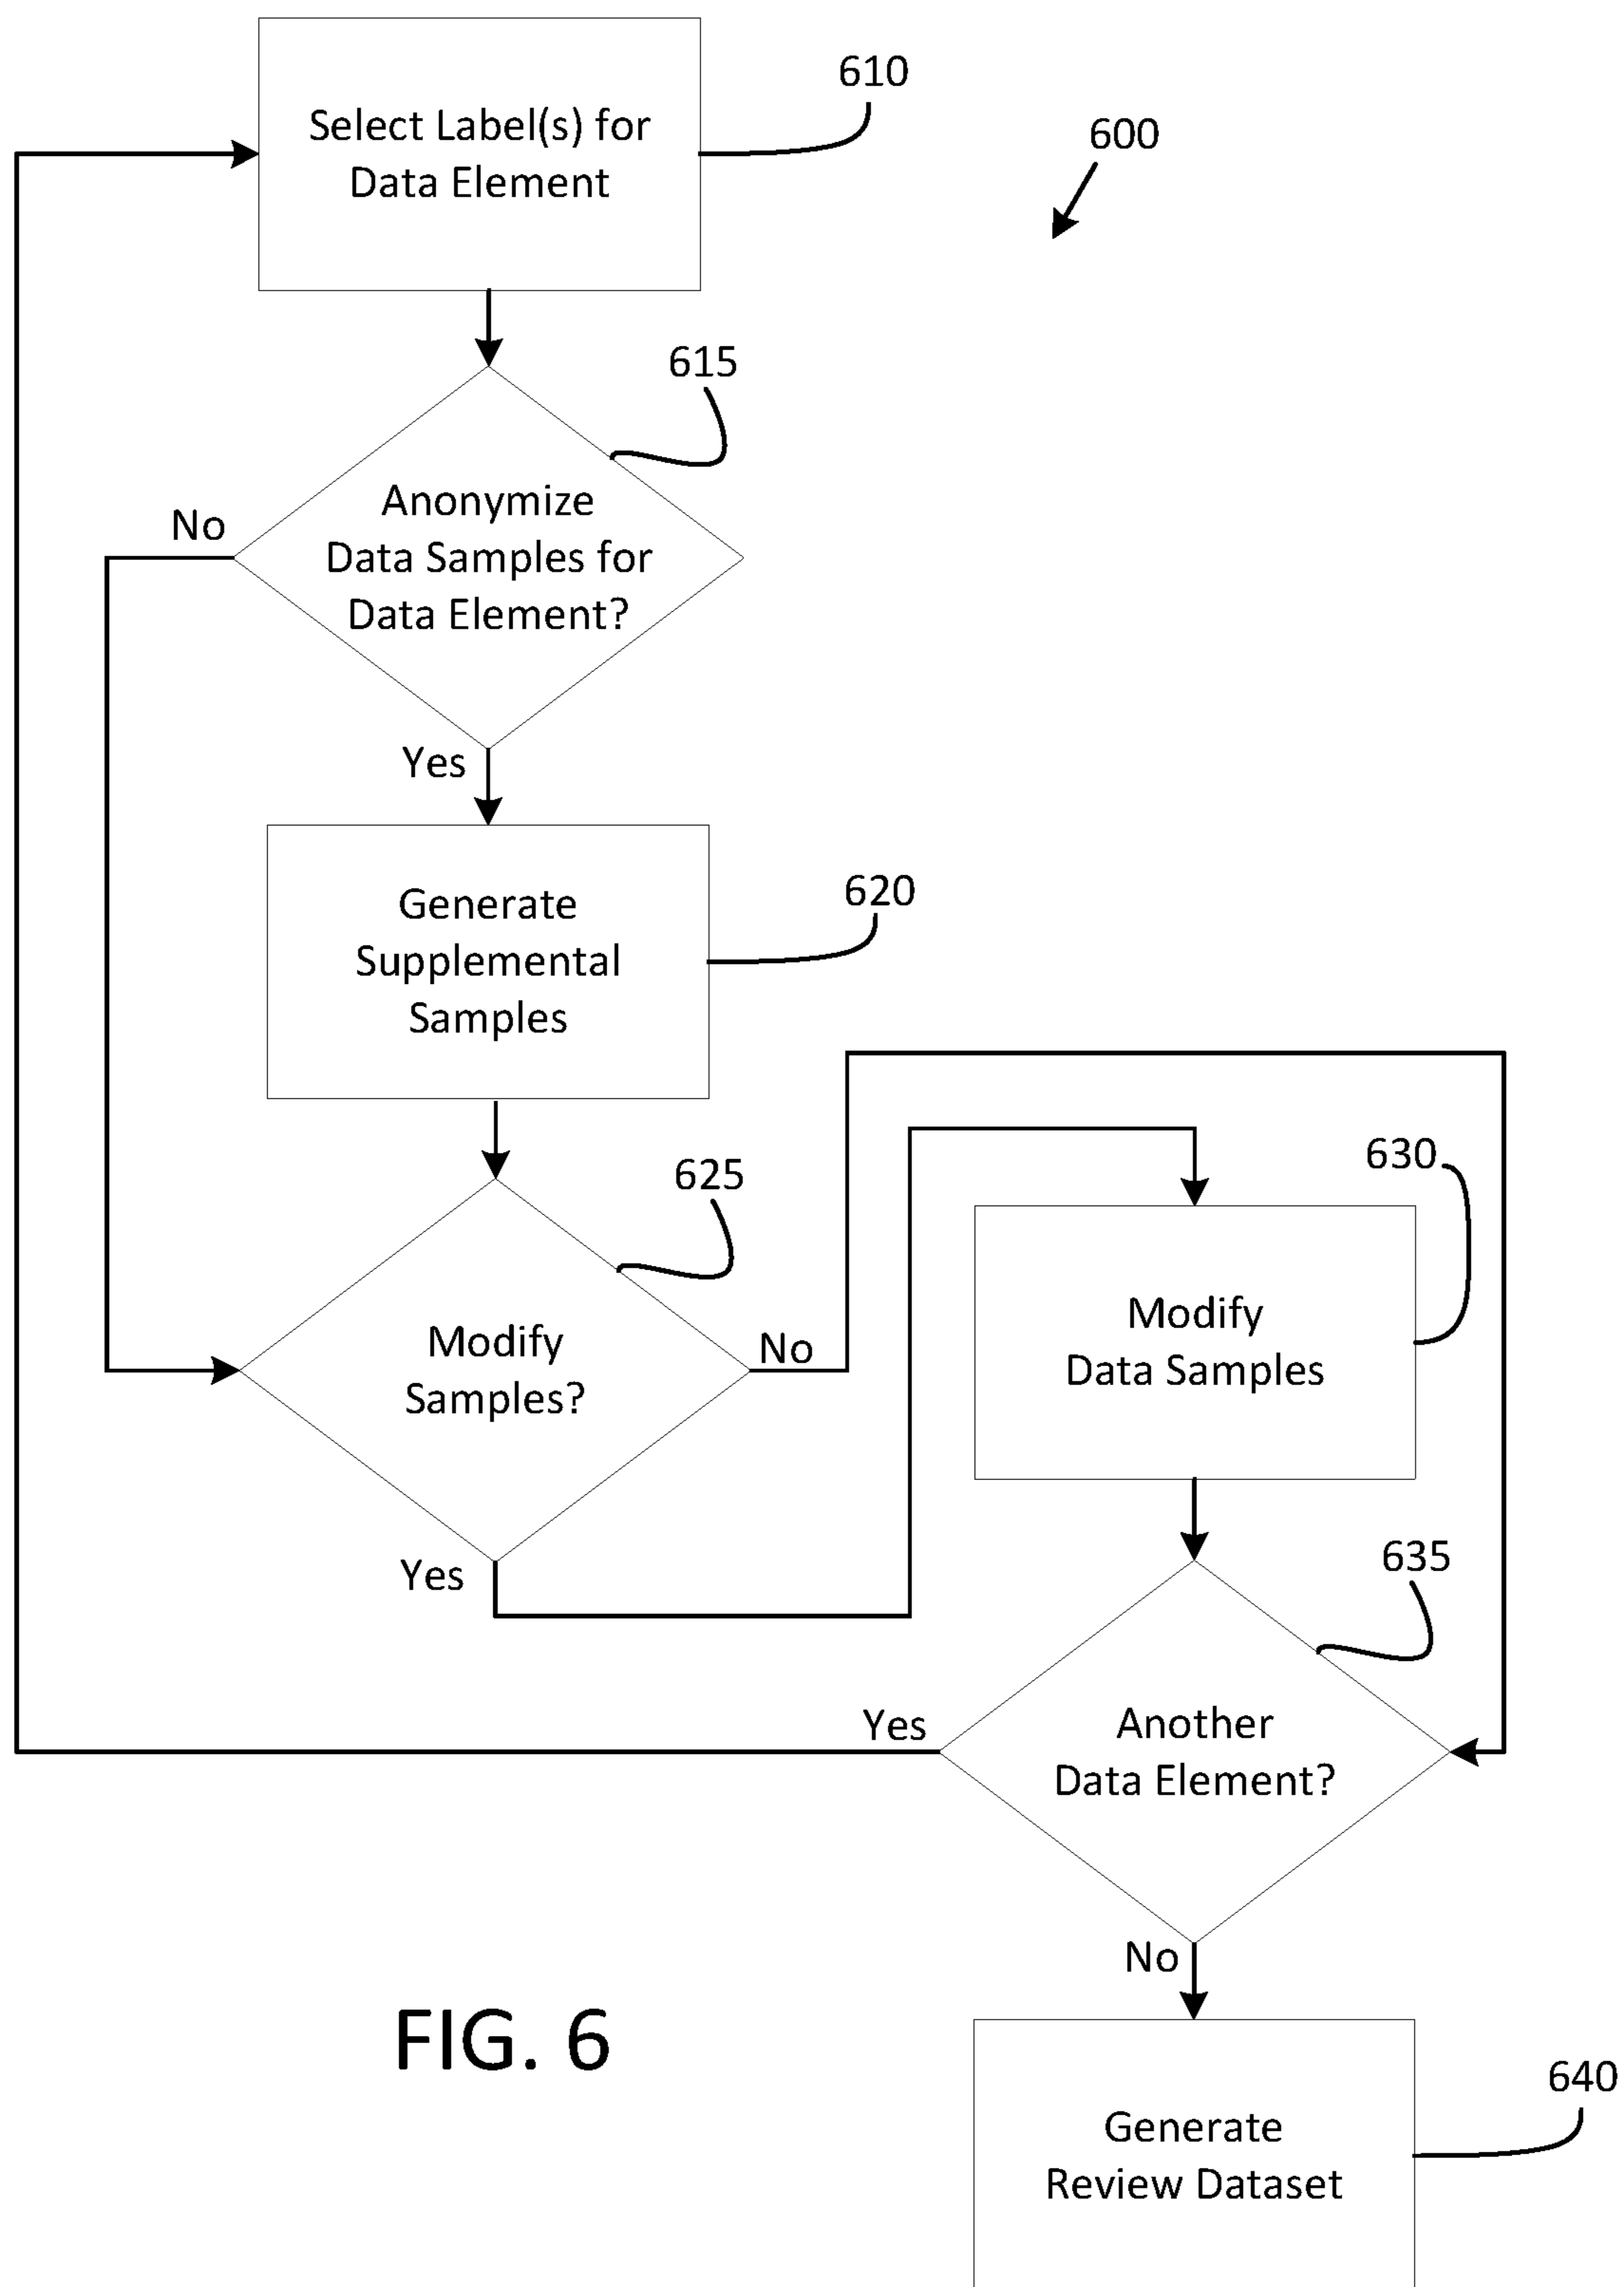 610
600
Select Label(s) for
Data Element
615
Anonymize
Data Samples for
Data Element?
No
Yes
620
Generate
Supplemental
Samples
625
630
Modify
Samples?
No
Yes
Modify
Data Samples
635
Another
Data Element?
Yes
No
FIG. 6
640
Generate
Review Dataset